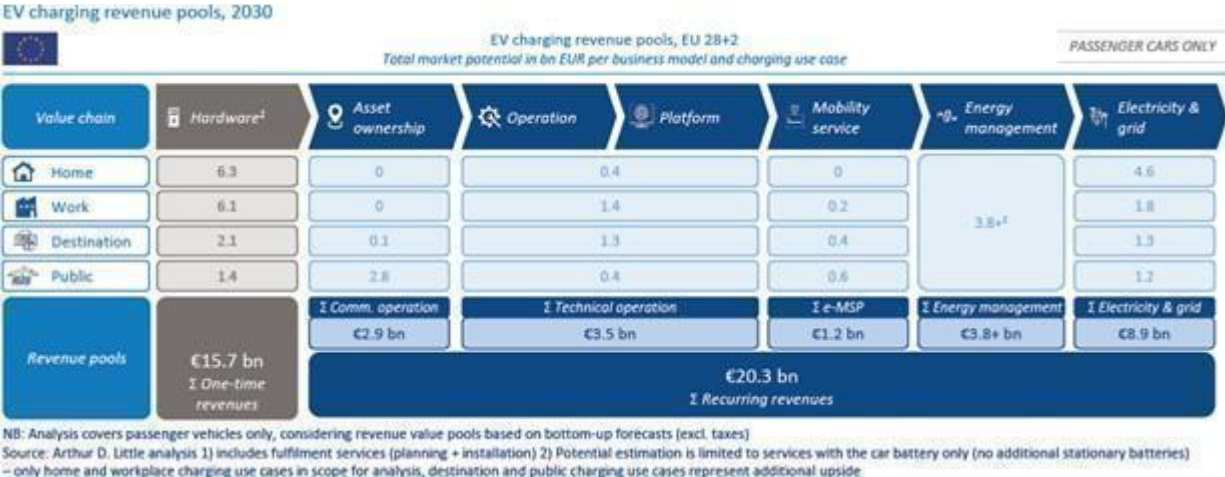 EV charging revenue pools, 2030
EV charging revenue pools, EU 28+2
Total market potential in bn EUR per business model and charging use case
PASSENGER CARS ONLY
Value chain
Hardware¹
Asset ownership
Operation
Platform
Mobility service
Energy management
Electricity & grid
Home 6.3 0 0.4 0 4.6
Work 6.1 0 1.4 0.2 1.8
3.8+²
Destination 2.1 0.1 1.3 0.4 1.3
Public 1.4 2.8 0.4 0.6 1.2
Σ Comm. operation Σ Technical operation Σ e-MSP Σ Energy management Σ Electricity & grid
€2.9 bn €3.5 bn €1.2 bn €3.8+ bn €8.9 bn
Revenue pools
€15.7 bn
Σ One-time
revenues
€20.3 bn
Σ Recurring revenues
NB: Analysis covers passenger vehicles only, considering revenue value pools based on bottom-up forecasts (excl. taxes)
Source: Arthur D. Little analysis 1) includes fulfilment services (planning + installation) 2) Potential estimation is limited to services with the car battery only (no additional stationary batteries)
– only home and workplace charging use cases in scope for analysis, destination and public charging use cases represent additional upside